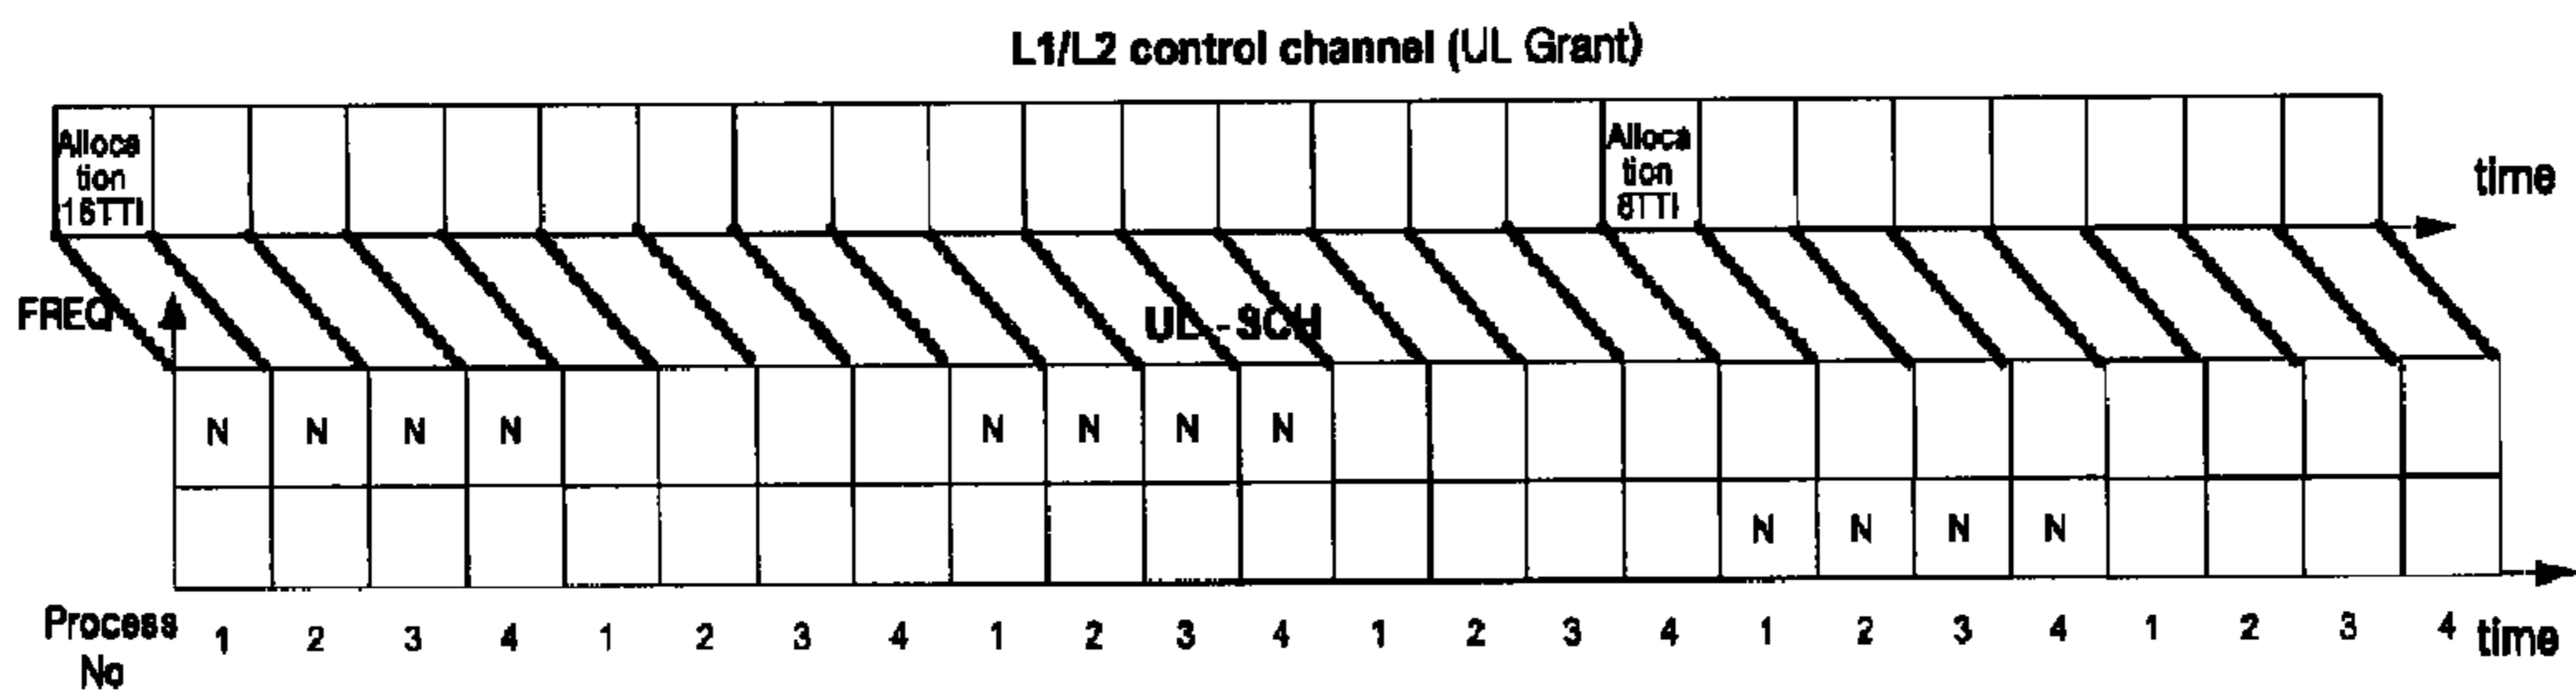 L1/L2 control channel (UL Grant)
Alloca
tion
16TTI
Alloca
tion
8TTI
time
FREQ
UL-SCH
N N N N N N N N
N N N N
Process
No
1 2 3 4 1 2 3 4 1 2 3 4 1 2 3 4 1 2 3 4 1 2 3 4
time